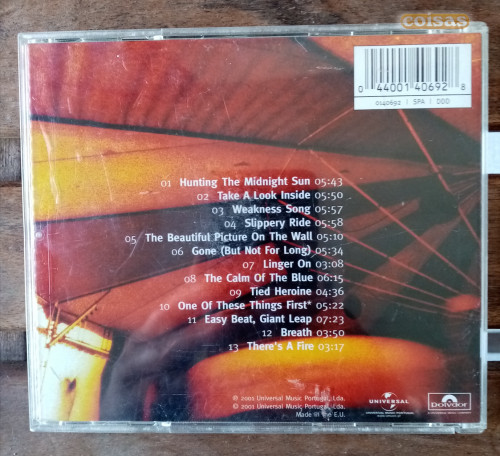 coisas
0 44001 40692 8
0140692 | 5PA | DDD
01 Hunting The Midnight Sun 05:43
02 Take A Look Inside 05:50
03 Weakness Song 05:57
04 Slippery Ride 05:58
05 The Beautiful Picture On The Wall 05:10
06 Gone (But Not For Long) 05:34
07 Linger On 03:08
08 The Calm Of The Blue 06:15
09 Tied Heroine 04:36
10 One Of These Things First* 05:22
11 Easy Beat, Giant Leap 07:23
12 Breath 03:50
13 There's A Fire 03:17
℗ 2001 Universal Music Portugal, Lda.
© 2001 Universal Music Portugal, Lda.
Made in the E.U.
UNIVERSAL
Polydor